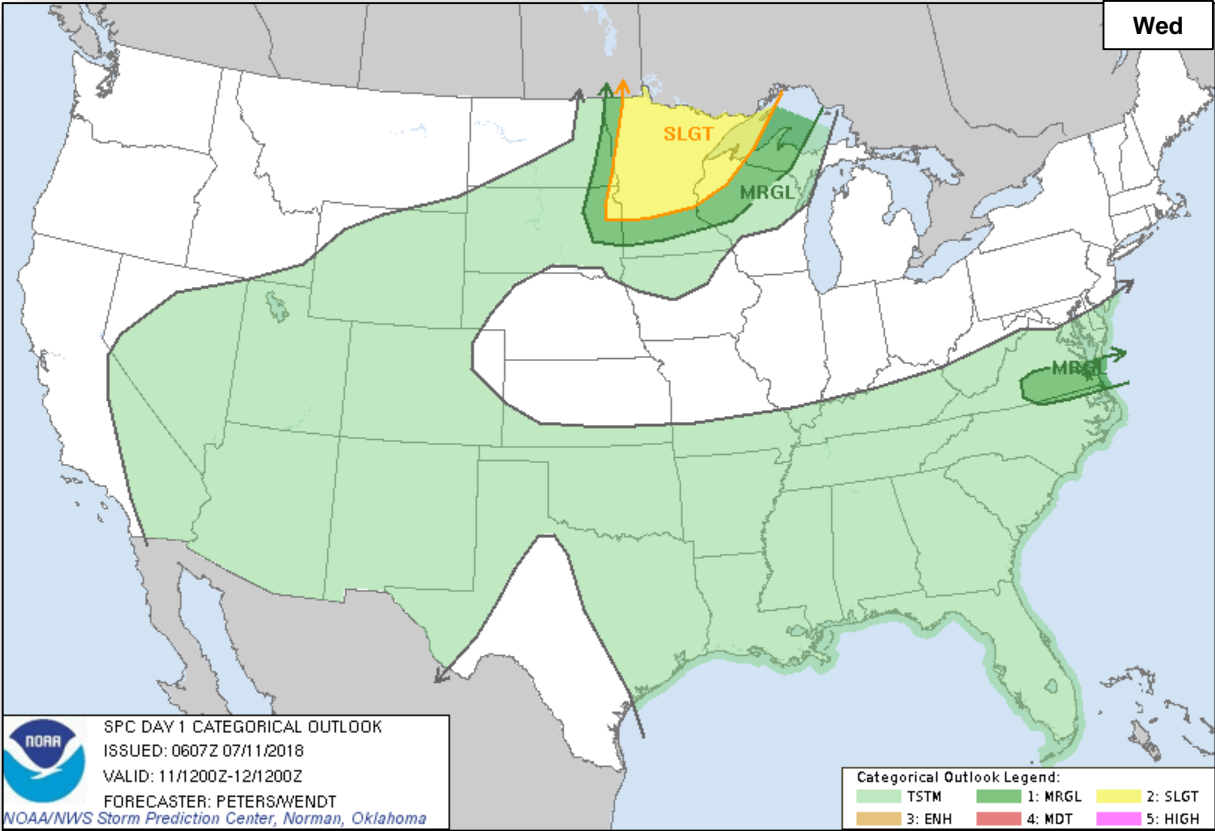 Wed
SLGT
MRGL
MRGL
NOAA
SPC DAY 1 CATEGORICAL OUTLOOK
ISSUED: 0607Z 07/11/2018
VALID: 11/1200Z-12/1200Z
FORECASTER: PETERS/WENDT
NOAA/NWS Storm Prediction Center, Norman, Oklahoma
Categorical Outlook Legend:
TSTM 1: MRGL 2: SLGT
3: ENH 4: MDT 5: HIGH